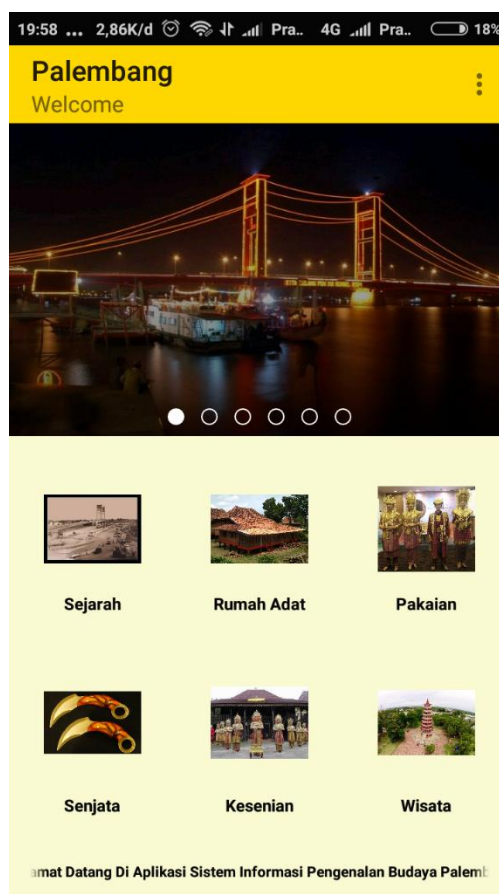 19:58 ... 2,86K/d Pra.. 4G Pra.. 18%
Palembang
Welcome
Sejarah
Rumah Adat
Pakaian
Senjata
Kesenian
Wisata
amat Datang Di Aplikasi Sistem Informasi Pengenalan Budaya Palemb